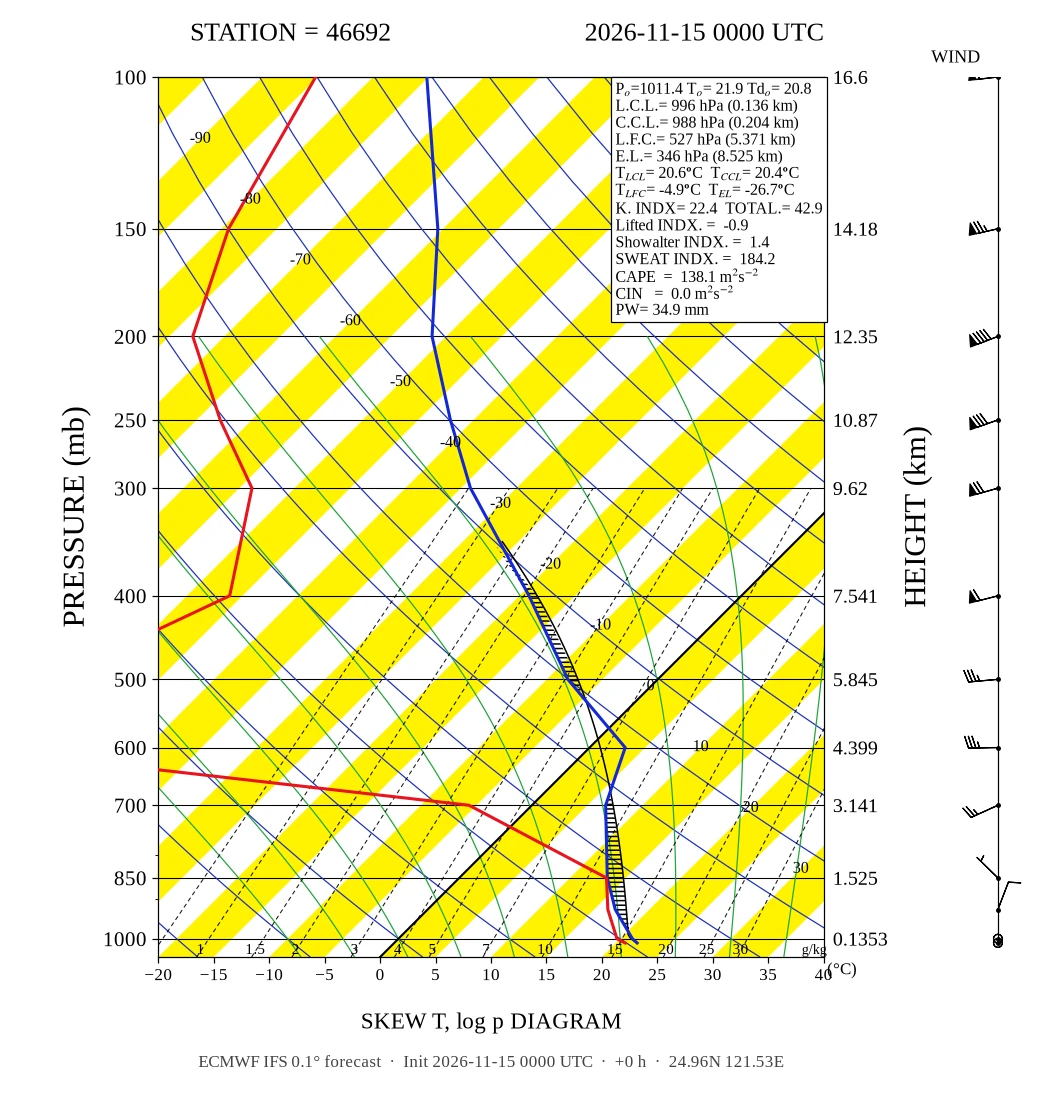 STATION = 46692
2026-11-15 0000 UTC
WIND
P₀=1011.4 T₀= 21.9 Td₀= 20.8
L.C.L.= 996 hPa (0.136 km)
C.C.L.= 988 hPa (0.204 km)
L.F.C.= 527 hPa (5.371 km)
E.L.= 346 hPa (8.525 km)
T_LCL= 20.6°C T_CCL= 20.4°C
T_LFC= -4.9°C T_EL= -26.7°C
K. INDX= 22.4 TOTAL.= 42.9
Lifted INDX. = -0.9
Showalter INDX. = 1.4
SWEAT INDX. = 184.2
CAPE = 138.1 m²s⁻²
CIN = 0.0 m²s⁻²
PW= 34.9 mm
PRESSURE (mb)
100
150
200
250
300
400
500
600
700
850
1000
-90
-80
-70
-60
-50
-40
-30
-20
-10
0
10
20
30
16.6
14.18
12.35
10.87
9.62
7.541
5.845
4.399
3.141
1.525
0.1353
HEIGHT (km)
1 1.5 2 3 4 5 7 10 15 20 25 30 g/kg
−20 −15 −10 −5 0 5 10 15 20 25 30 35 40 (°C)
SKEW T, log p DIAGRAM
ECMWF IFS 0.1° forecast · Init 2026-11-15 0000 UTC · +0 h · 24.96N 121.53E